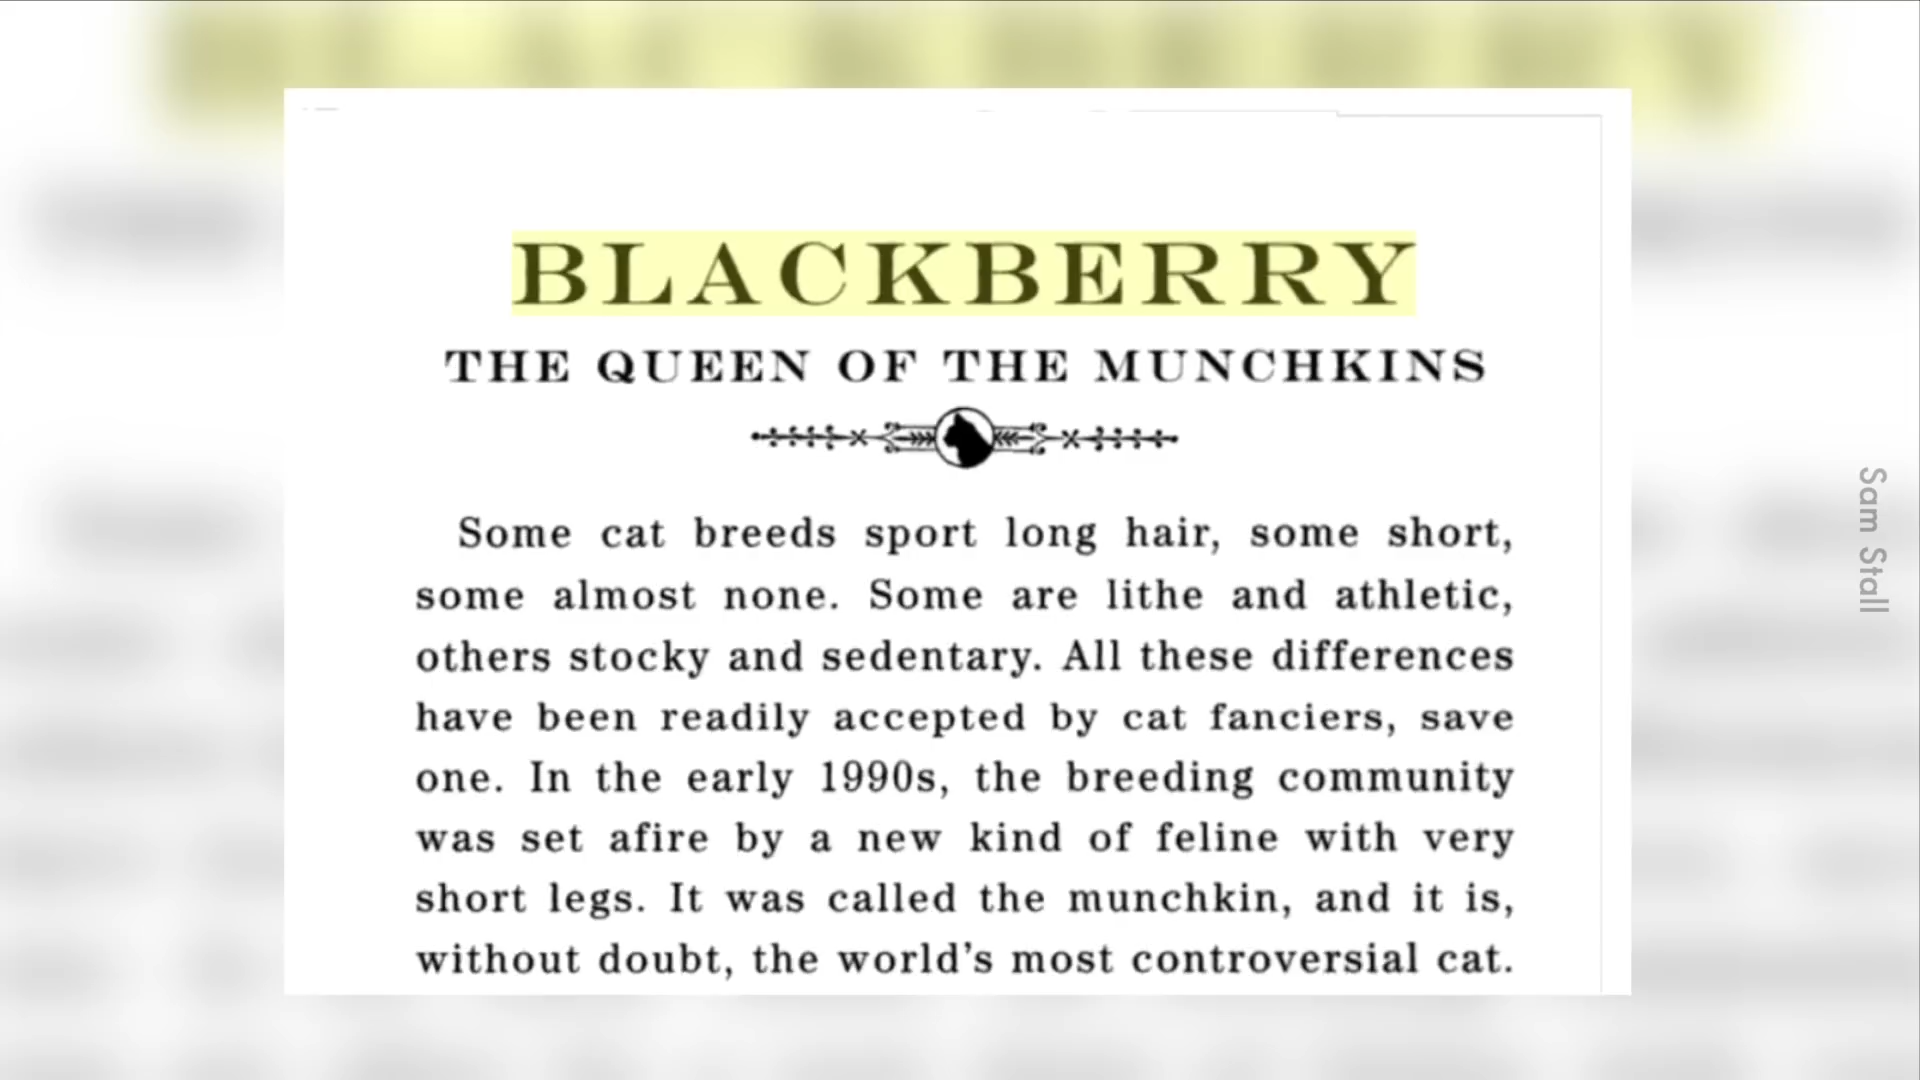 BLACKBERRY
THE QUEEN OF THE MUNCHKINS
Some cat breeds sport long hair, some short,
some almost none. Some are lithe and athletic,
others stocky and sedentary. All these differences
have been readily accepted by cat fanciers, save
one. In the early 1990s, the breeding community
was set afire by a new kind of feline with very
short legs. It was called the munchkin, and it is,
without doubt, the world’s most controversial cat.
Sam Stall